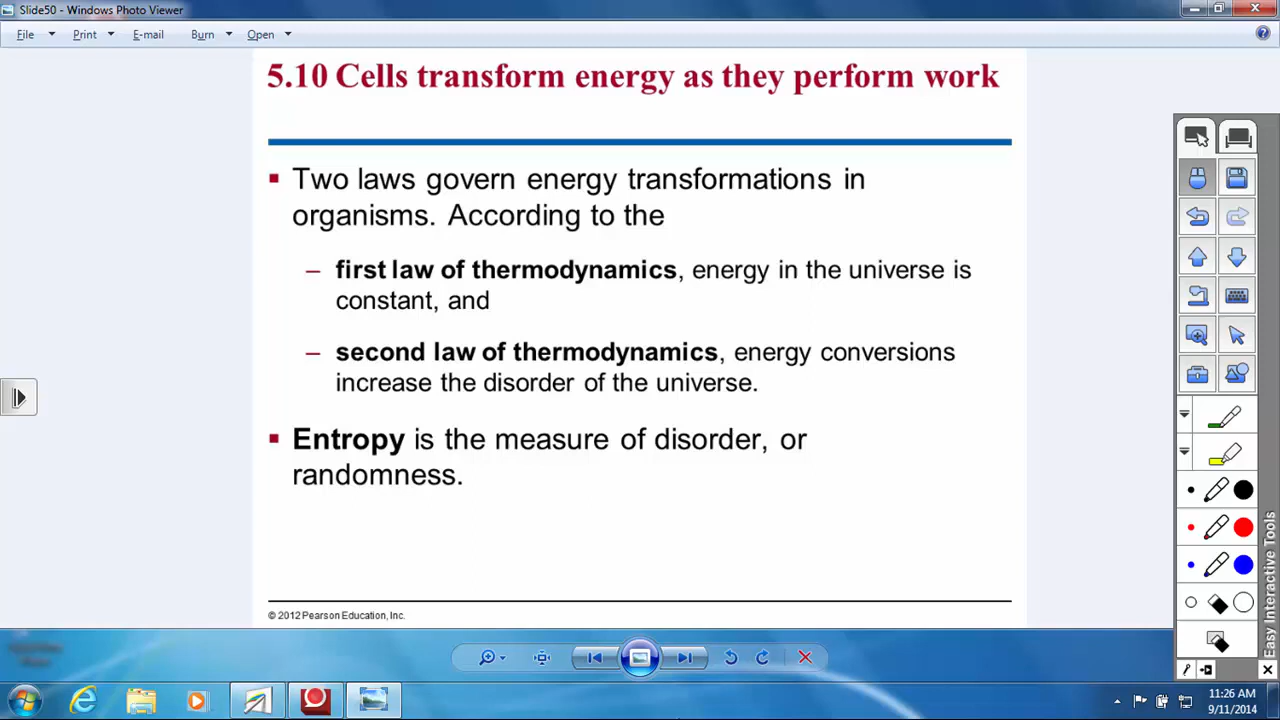 Slide50 - Windows Photo Viewer
File Print E-mail Burn Open
5.10 Cells transform energy as they perform work
Two laws govern energy transformations in
organisms. According to the
– first law of thermodynamics, energy in the universe is
constant, and
– second law of thermodynamics, energy conversions
increase the disorder of the universe.
Entropy is the measure of disorder, or
randomness.
© 2012 Pearson Education, Inc.
Easy Interactive Tools
11:26 AM
9/11/2014